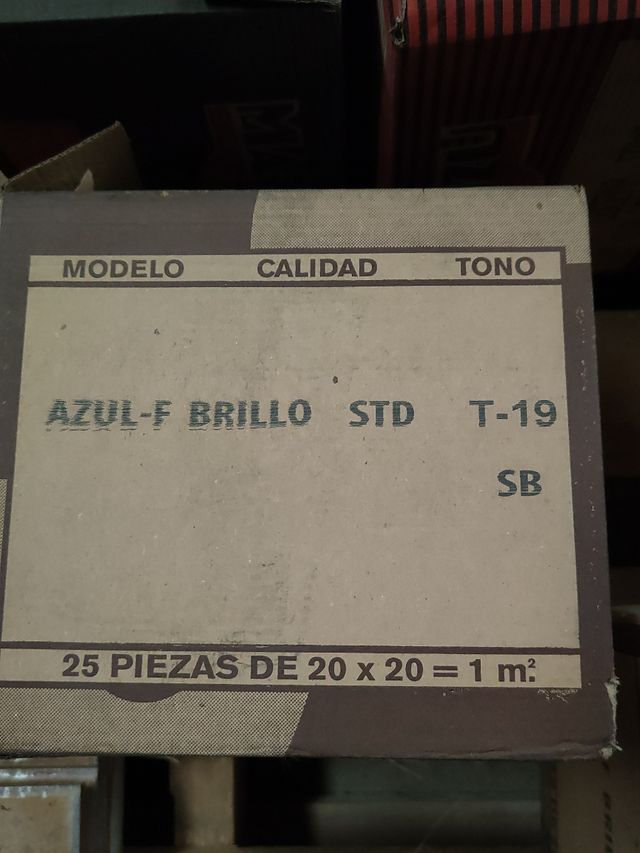 MODELO CALIDAD TONO
AZUL-F BRILLO STD T-19
SB
25 PIEZAS DE 20 x 20 = 1 m².